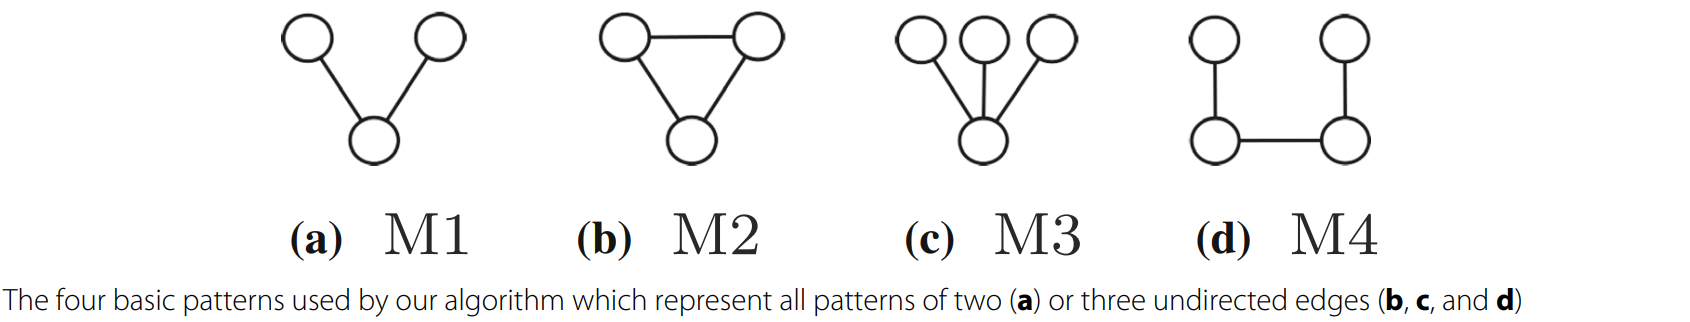 (a) M1 (b) M2 (c) M3 (d) M4
The four basic patterns used by our algorithm which represent all patterns of two (a) or three undirected edges (b, c, and d)